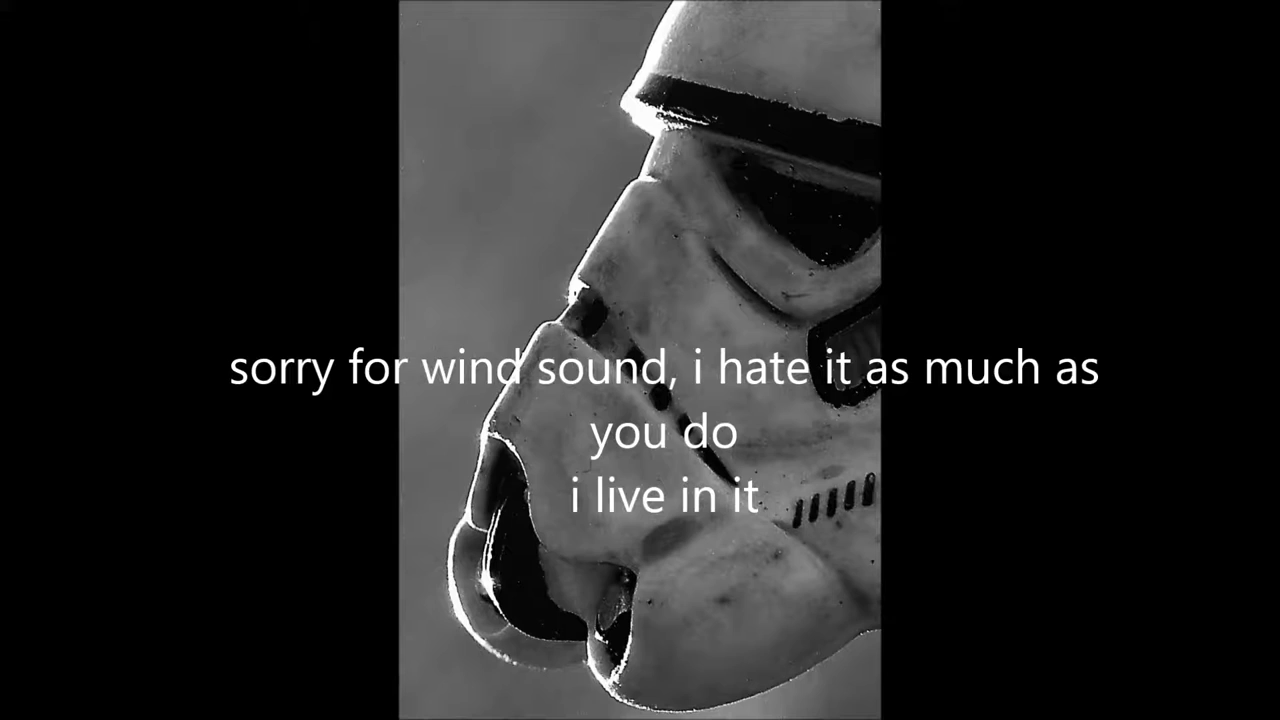 sorry for wind sound, i hate it as much as
you do
i live in it